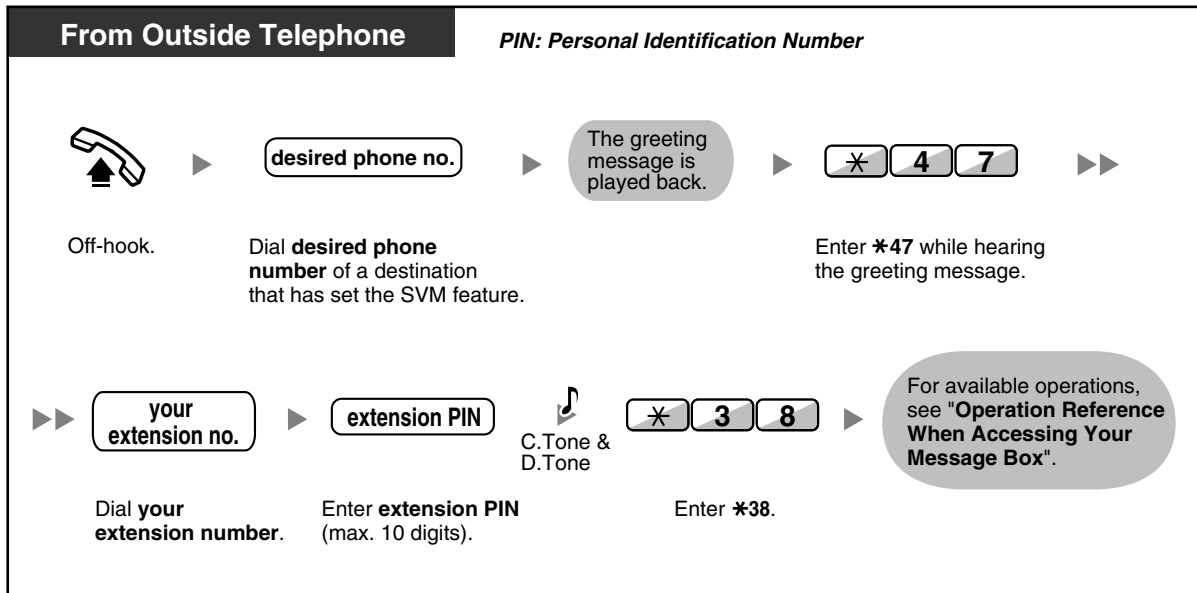 From Outside Telephone
PIN: Personal Identification Number
desired phone no.
The greeting
message is
played back.
* 4 7
Off-hook.
Dial desired phone
number of a destination
that has set the SVM feature.
Enter *47 while hearing
the greeting message.
your
extension no.
extension PIN
C.Tone &
D.Tone
* 3 8
For available operations,
see "Operation Reference
When Accessing Your
Message Box".
Dial your
extension number.
Enter extension PIN
(max. 10 digits).
Enter *38.